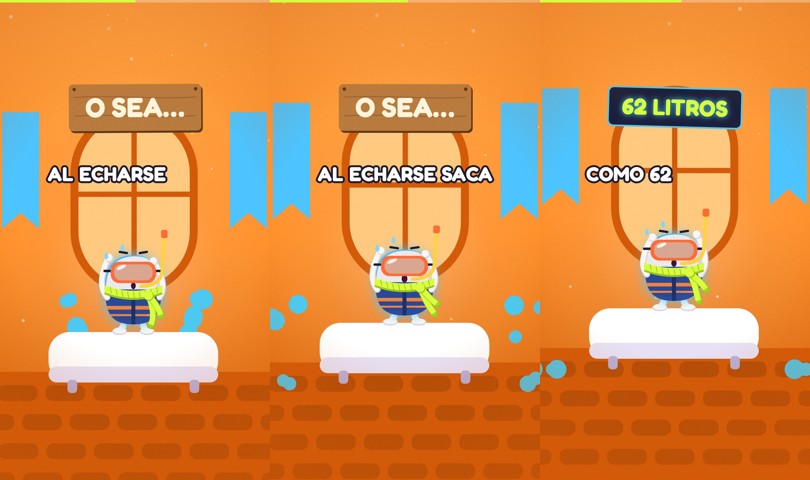 O SEA...
AL ECHARSE
O SEA...
AL ECHARSE SACA
62 LITROS
COMO 62